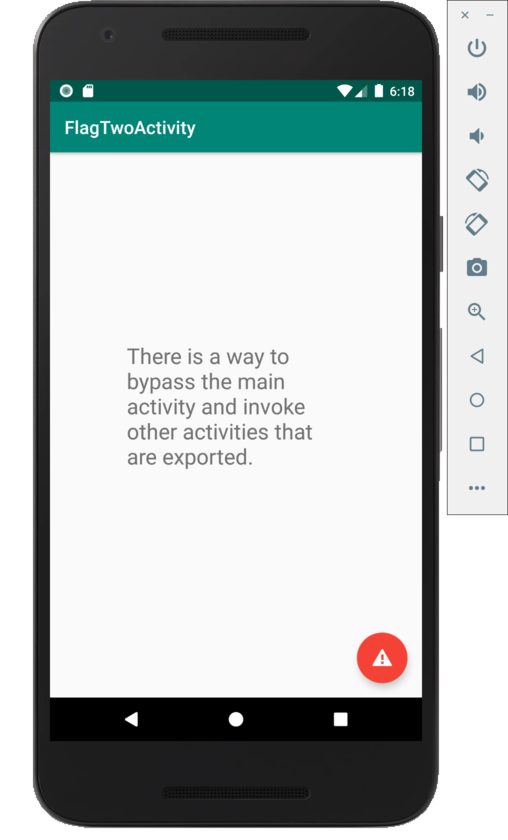 6:18
FlagTwoActivity
There is a way to
bypass the main
activity and invoke
other activities that
are exported.